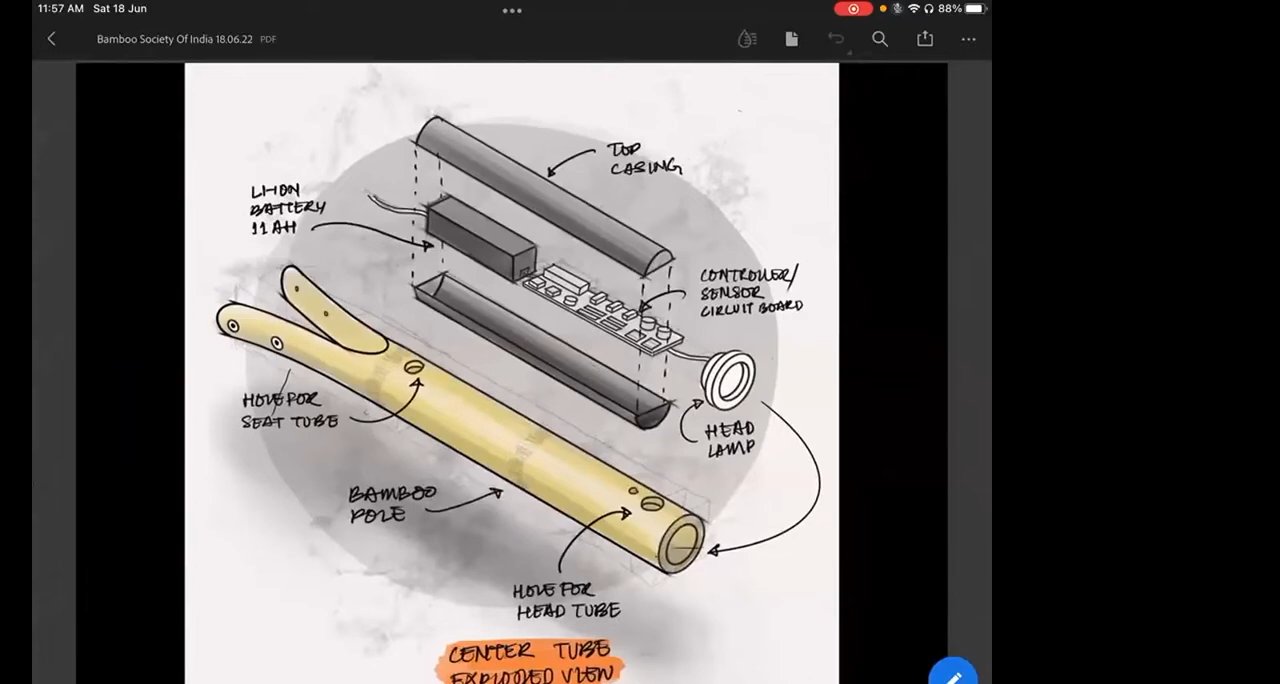 11:57 AM Sat 18 Jun
88%
Bamboo Society Of India 18.06.22 PDF
TOP
CASING
LI-ION
BATTERY
11 AH
CONTROLLER/
SENSOR
CIRCUIT BOARD
HOLE FOR
SEAT TUBE
HEAD
LAMP
BAMBOO
POLE
HOLE FOR
HEAD TUBE
CENTER TUBE
EXPLODED VIEW